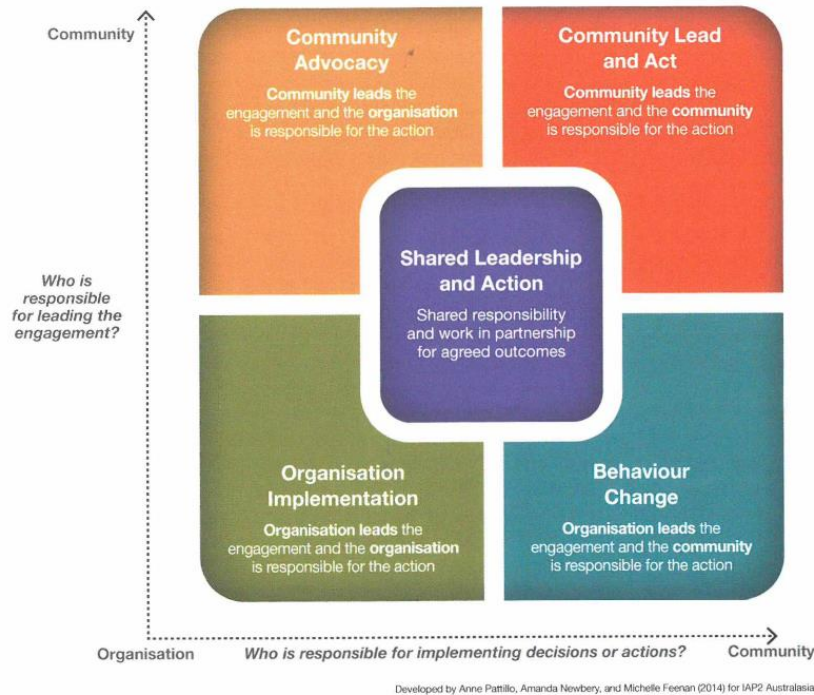 Community
Community
Advocacy
Community leads the
engagement and the organisation
is responsible for the action
Community Lead
and Act
Community leads the
engagement and the community
is responsible for the action
Who is
responsible
for leading the
engagement?
Shared Leadership
and Action
Shared responsibility
and work in partnership
for agreed outcomes
Organisation
Implementation
Organisation leads the
engagement and the organisation
is responsible for the action
Behaviour
Change
Organisation leads the
engagement and the community
is responsible for the action
Organisation
Who is responsible for implementing decisions or actions?
Community
Developed by Anne Pattillo, Amanda Newbery, and Michelle Feenan (2014) for IAP2 Australasia